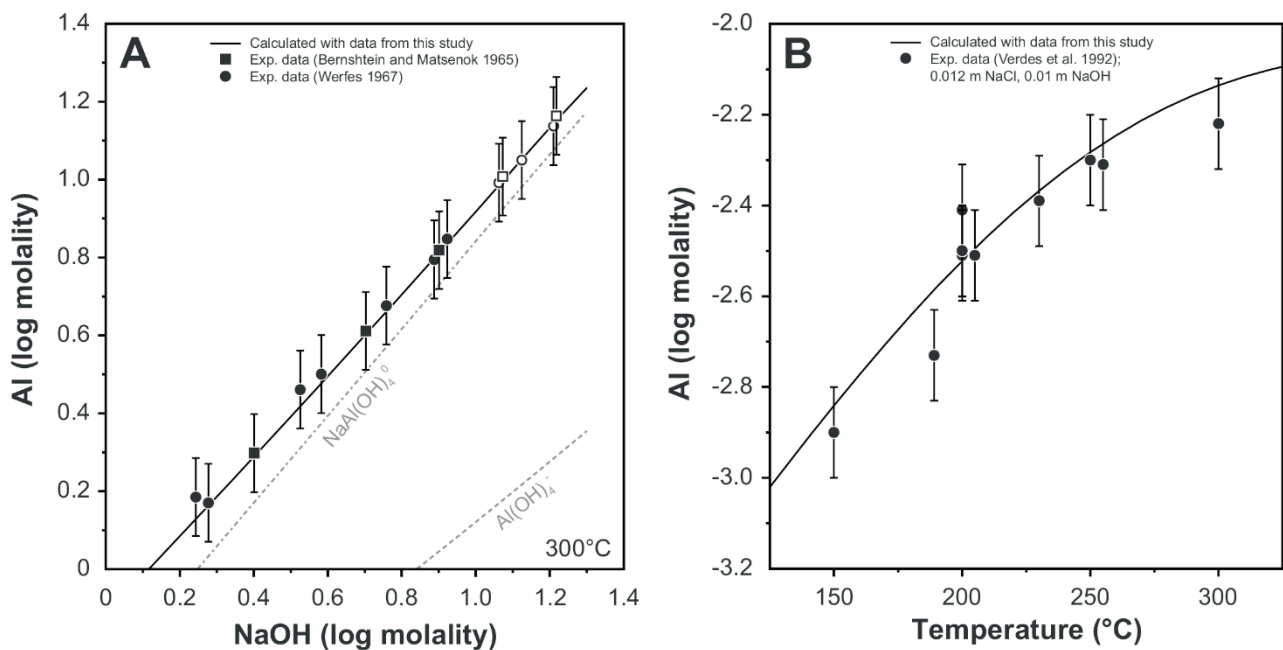 A
Calculated with data from this study
Exp. data (Bernshtein and Matsenok 1965)
Exp. data (Werfes 1967)
Al (log molality)
1.4
1.2
1.0
0.8
0.6
0.4
0.2
0
NaAl(OH)₄⁰
Al(OH)₄⁻
300°C
0 0.2 0.4 0.6 0.8 1.0 1.2 1.4
NaOH (log molality)
B
Calculated with data from this study
Exp. data (Verdes et al. 1992);
0.012 m NaCl, 0.01 m NaOH
Al (log molality)
-2.0
-2.2
-2.4
-2.6
-2.8
-3.0
-3.2
150 200 250 300
Temperature (°C)